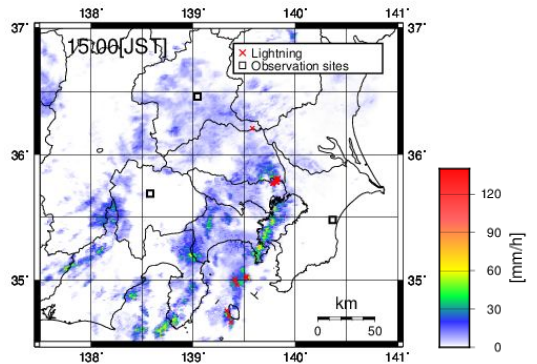 138° 139° 140° 141°
37° 37°
15:00[JST]
× Lightning
□ Observation sites
36° 36°
35° 35°
km
0 50
138° 139° 140° 141°
120
90
60
30
0
[mm/h]